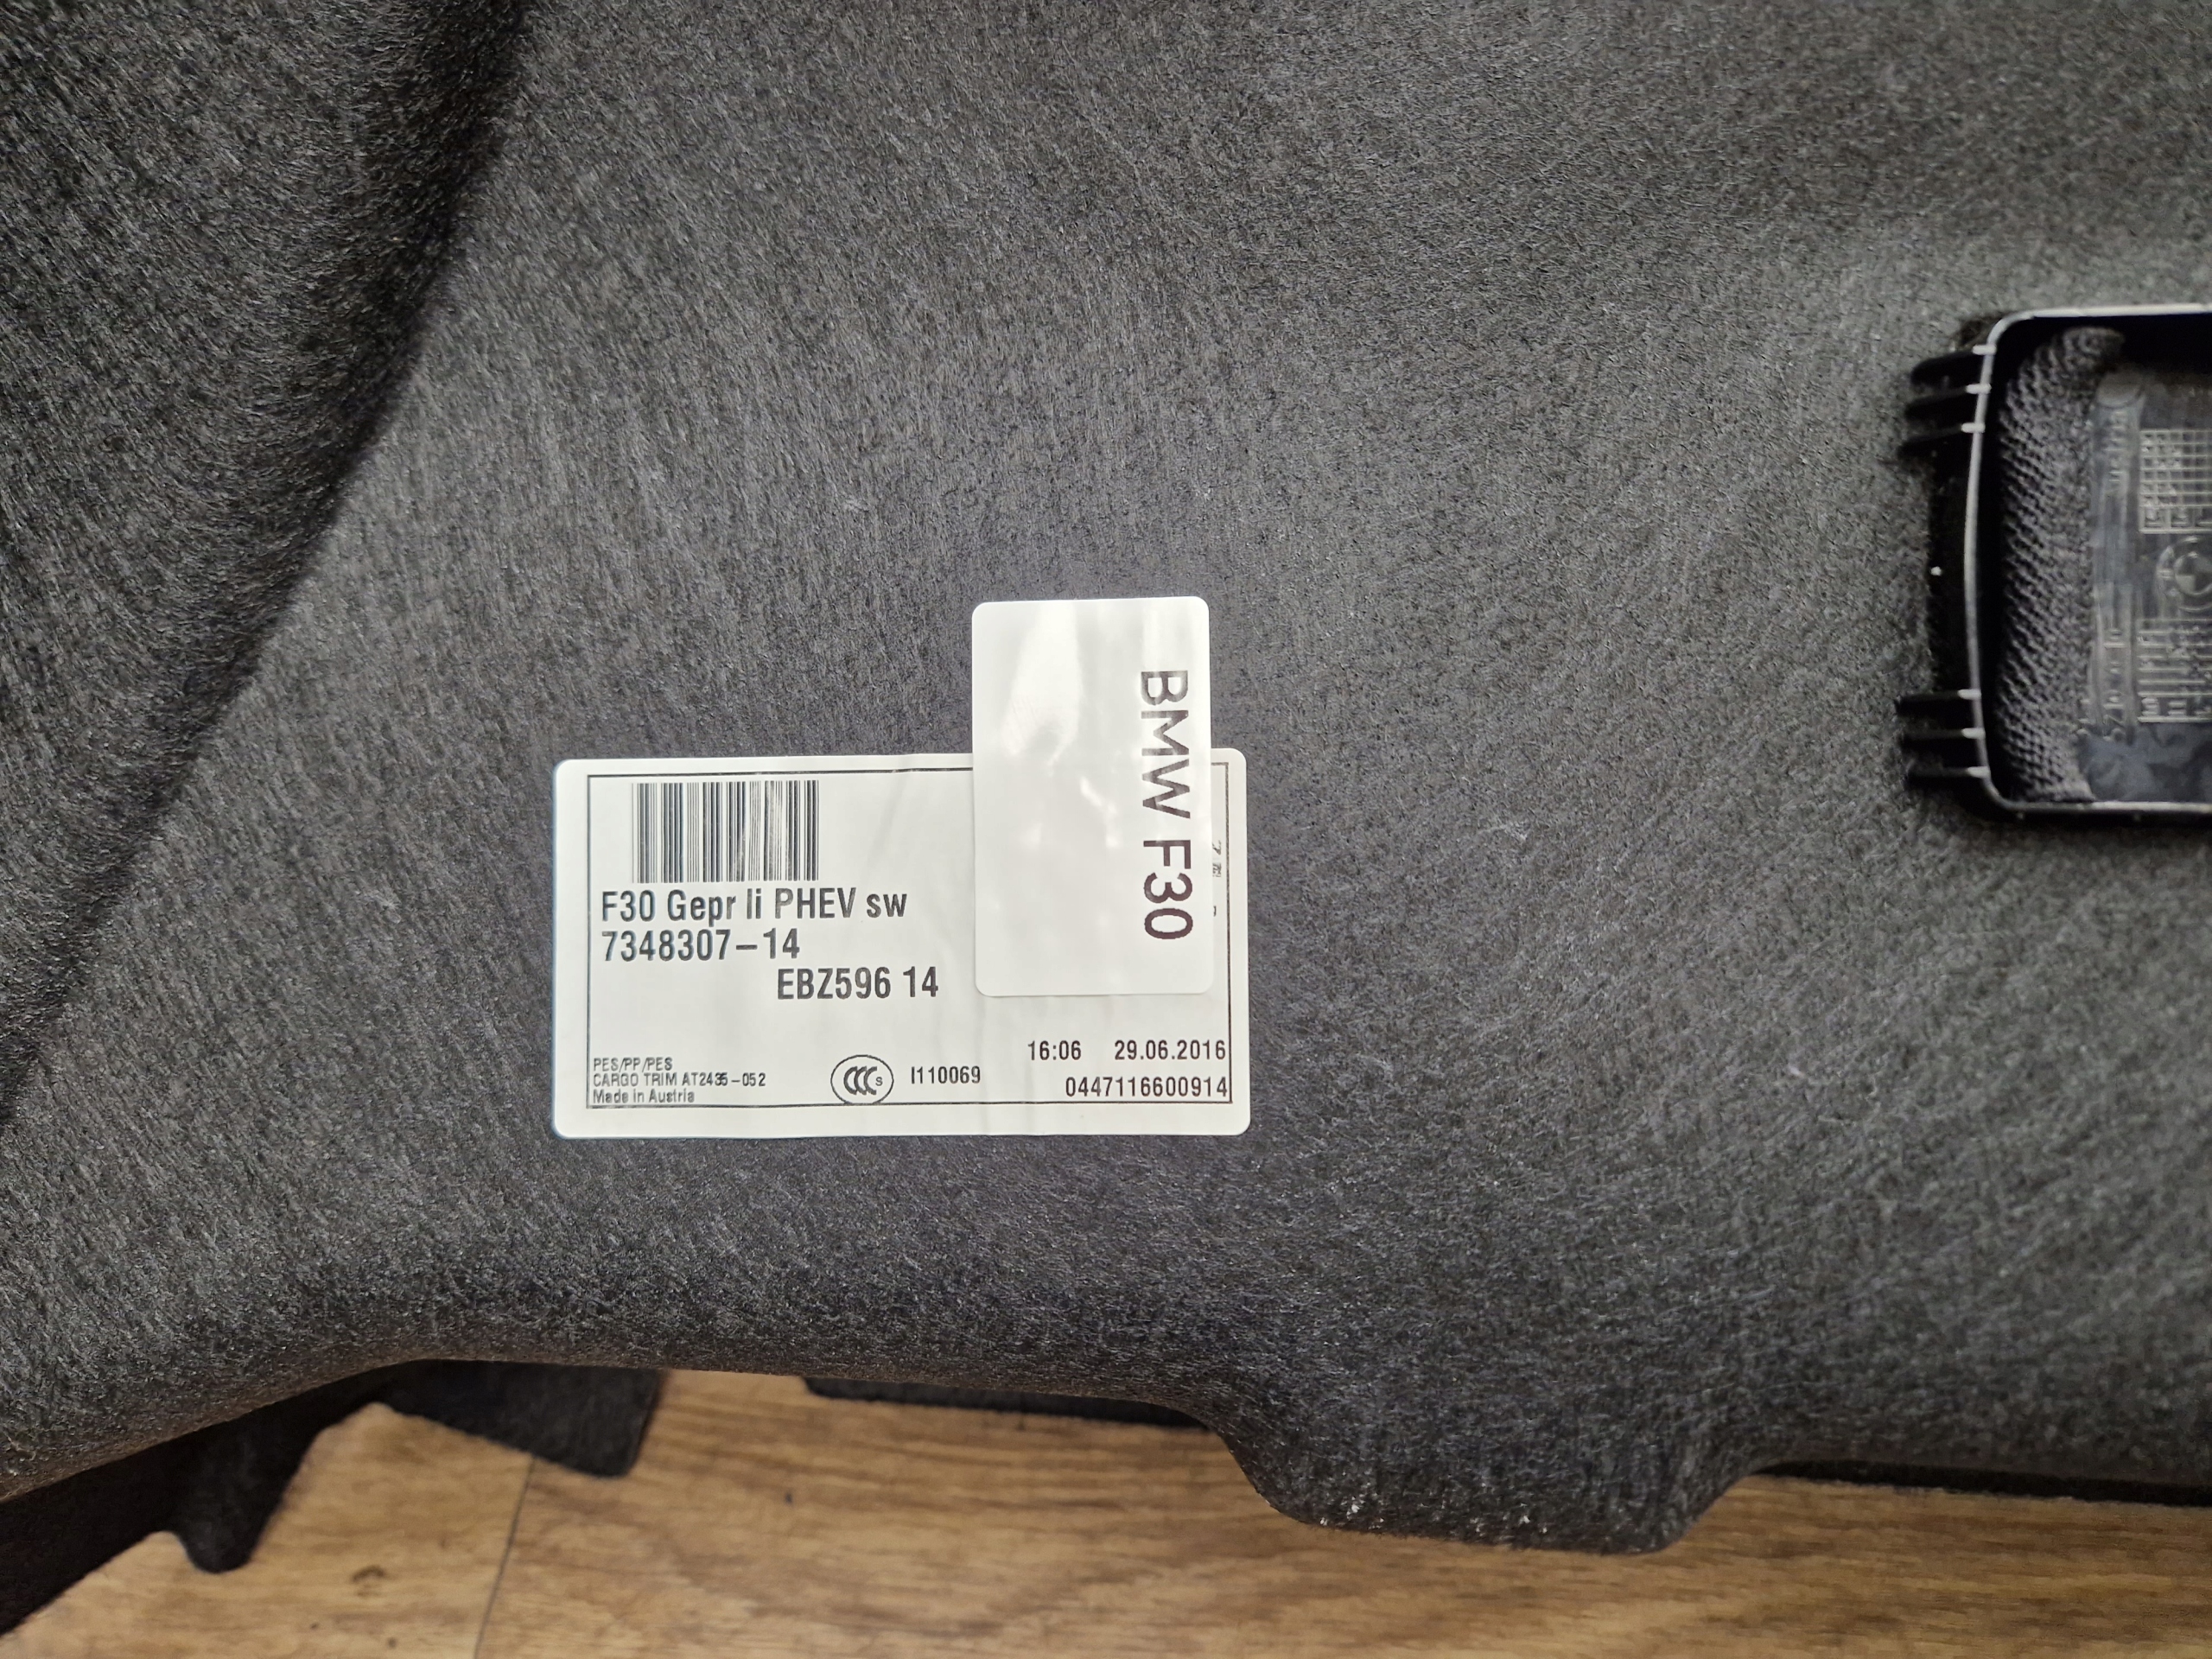 BMW F30
F30 Gepr li PHEV sw
7348307-14
EBZ596 14
16:06 29.06.2016
PES/PP/PES
CARGO TRIM AT2435-052
Made in Austria
CCC S
I110069
0447116600914